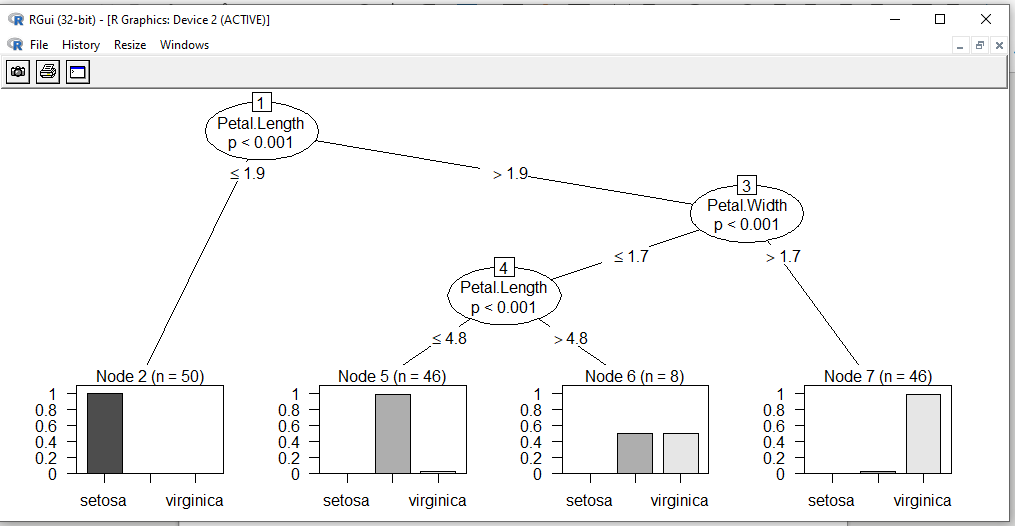 RGui (32-bit) - [R Graphics: Device 2 (ACTIVE)]
File History Resize Windows
1
Petal.Length
p < 0.001
≤ 1.9
> 1.9
3
Petal.Width
p < 0.001
≤ 1.7
> 1.7
4
Petal.Length
p < 0.001
≤ 4.8
> 4.8
Node 2 (n = 50)
1
0.8
0.6
0.4
0.2
0
setosa virginica
Node 5 (n = 46)
1
0.8
0.6
0.4
0.2
0
setosa virginica
Node 6 (n = 8)
1
0.8
0.6
0.4
0.2
0
setosa virginica
Node 7 (n = 46)
1
0.8
0.6
0.4
0.2
0
setosa virginica